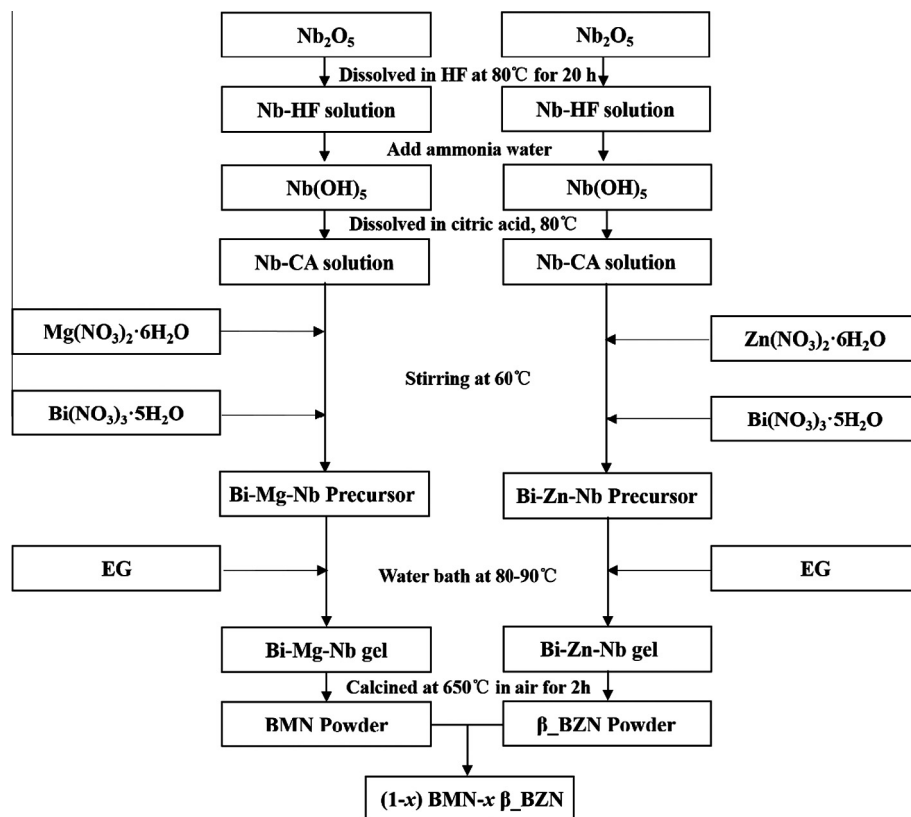 Nb₂O₅ Nb₂O₅
Dissolved in HF at 80℃ for 20 h
Nb-HF solution Nb-HF solution
Add ammonia water
Nb(OH)₅ Nb(OH)₅
Dissolved in citric acid, 80℃
Nb-CA solution Nb-CA solution
Mg(NO₃)₂·6H₂O Zn(NO₃)₂·6H₂O
Stirring at 60℃
Bi(NO₃)₃·5H₂O Bi(NO₃)₃·5H₂O
Bi-Mg-Nb Precursor Bi-Zn-Nb Precursor
EG Water bath at 80-90℃ EG
Bi-Mg-Nb gel Bi-Zn-Nb gel
Calcined at 650℃ in air for 2h
BMN Powder β_BZN Powder
(1-x) BMN-x β_BZN